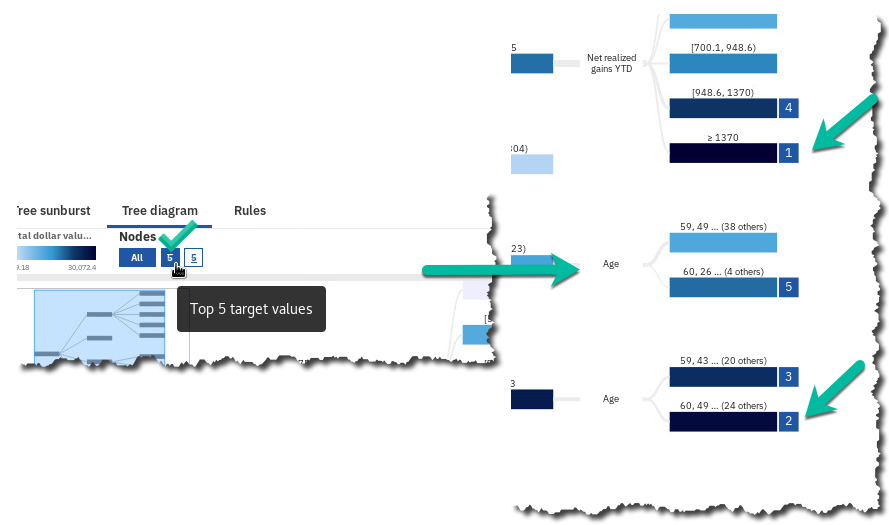 Tree sunburst
Tree diagram
Rules
tal dollar valu...
Nodes
9.18
30,072.4
All
5
5
Top 5 target values
5
Net realized
gains YTD
[700.1, 948.6)
[948.6, 1370)
4
≥ 1370
1
304)
23)
Age
59, 49 ... (38 others)
60, 26 ... (4 others)
5
3
Age
59, 43 ... (20 others)
3
60, 49 ... (24 others)
2